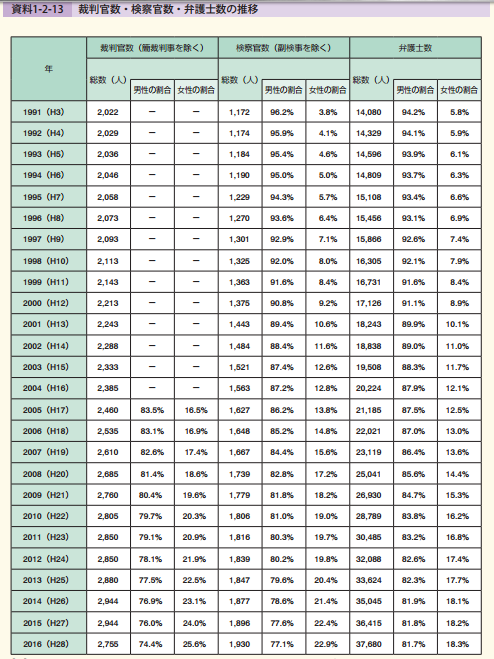 資料1-2-13 裁判官数・検察官数・弁護士数の推移
年 裁判官数（簡裁判事を除く） 検察官数（副検事を除く） 弁護士数
総数（人） 男性の割合 女性の割合 総数（人） 男性の割合 女性の割合 総数（人） 男性の割合 女性の割合
1991（H3） 2,022 － － 1,172 96.2% 3.8% 14,080 94.2% 5.8%
1992（H4） 2,029 － － 1,174 95.9% 4.1% 14,329 94.1% 5.9%
1993（H5） 2,036 － － 1,184 95.4% 4.6% 14,596 93.9% 6.1%
1994（H6） 2,046 － － 1,190 95.0% 5.0% 14,809 93.7% 6.3%
1995（H7） 2,058 － － 1,229 94.3% 5.7% 15,108 93.4% 6.6%
1996（H8） 2,073 － － 1,270 93.6% 6.4% 15,456 93.1% 6.9%
1997（H9） 2,093 － － 1,301 92.9% 7.1% 15,866 92.6% 7.4%
1998（H10） 2,113 － － 1,325 92.0% 8.0% 16,305 92.1% 7.9%
1999（H11） 2,143 － － 1,363 91.6% 8.4% 16,731 91.6% 8.4%
2000（H12） 2,213 － － 1,375 90.8% 9.2% 17,126 91.1% 8.9%
2001（H13） 2,243 － － 1,443 89.4% 10.6% 18,243 89.9% 10.1%
2002（H14） 2,288 － － 1,484 88.4% 11.6% 18,838 89.0% 11.0%
2003（H15） 2,333 － － 1,521 87.4% 12.6% 19,508 88.3% 11.7%
2004（H16） 2,385 － － 1,563 87.2% 12.8% 20,224 87.9% 12.1%
2005（H17） 2,460 83.5% 16.5% 1,627 86.2% 13.8% 21,185 87.5% 12.5%
2006（H18） 2,535 83.1% 16.9% 1,648 85.2% 14.8% 22,021 87.0% 13.0%
2007（H19） 2,610 82.6% 17.4% 1,667 84.4% 15.6% 23,119 86.4% 13.6%
2008（H20） 2,685 81.4% 18.6% 1,739 82.8% 17.2% 25,041 85.6% 14.4%
2009（H21） 2,760 80.4% 19.6% 1,779 81.8% 18.2% 26,930 84.7% 15.3%
2010（H22） 2,805 79.7% 20.3% 1,806 81.0% 19.0% 28,789 83.8% 16.2%
2011（H23） 2,850 79.1% 20.9% 1,816 80.3% 19.7% 30,485 83.2% 16.8%
2012（H24） 2,850 78.1% 21.9% 1,839 80.2% 19.8% 32,088 82.6% 17.4%
2013（H25） 2,880 77.5% 22.5% 1,847 79.6% 20.4% 33,624 82.3% 17.7%
2014（H26） 2,944 76.9% 23.1% 1,877 78.6% 21.4% 35,045 81.9% 18.1%
2015（H27） 2,944 76.0% 24.0% 1,896 77.6% 22.4% 36,415 81.8% 18.2%
2016（H28） 2,755 74.4% 25.6% 1,930 77.1% 22.9% 37,680 81.7% 18.3%